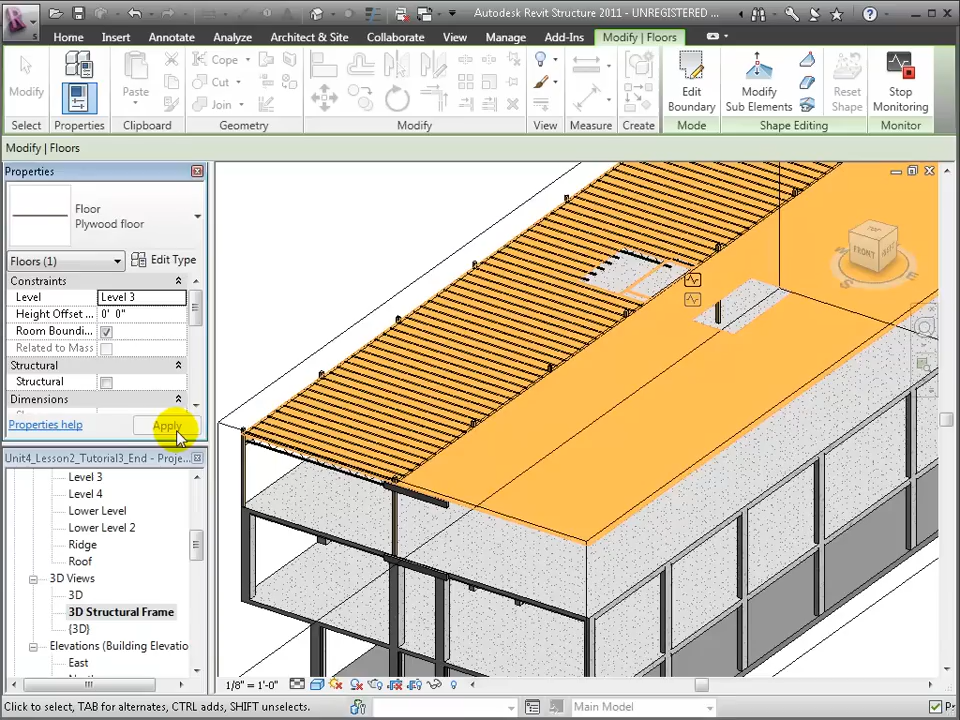 Autodesk Revit Structure 2011 - UNREGISTERED ...
Home Insert Annotate Analyze Architect & Site Collaborate View Manage Add-Ins Modify | Floors
Modify Paste Cope Cut Join Edit Boundary Modify Sub Elements Reset Shape Stop Monitoring
Select Properties Clipboard Geometry Modify View Measure Create Mode Shape Editing Monitor
Modify | Floors
Properties
Floor
Plywood floor
Floors (1) Edit Type
Constraints
Level Level 3
Height Offset ... 0' 0"
Room Boundi...
Related to Mass
Structural
Structural
Dimensions
Properties help Apply
Unit4_Lesson2_Tutorial3_End - Proje...
Level 3
Level 4
Lower Level
Lower Level 2
Ridge
Roof
3D Views
3D
3D Structural Frame
{3D}
Elevations (Building Elevatio
East
TOP
FRONT
1/8" = 1'-0"
Click to select, TAB for alternates, CTRL adds, SHIFT unselects.
Main Model